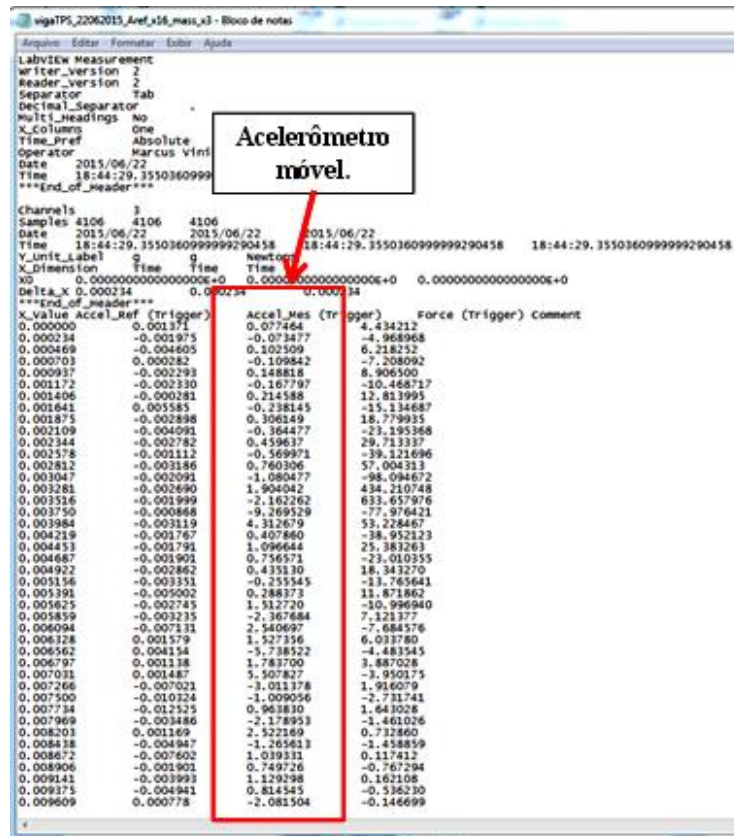 vigaTPS_22062015_Aref_x16_mass_x3 - Bloco de notas
Arquivo Editar Formatar Exibir Ajuda
LabVIEW Measurement
Writer_Version 2
Reader_Version 2
Separator Tab
Decimal_Separator .
Multi_Headings No
X_Columns One
Time_Pref Absolute
Operator Marcus Vini
Date 2015/06/22
Time 18:44:29.3550360999
***End_of_Header***
Acelerômetro
móvel.
Channels 3
Samples 4106 4106 4106
Date 2015/06/22 2015/06/22 2015/06/22
Time 18:44:29.3550360999999290458 18:44:29.3550360999999290458 18:44:29.3550360999999290458
Y_Unit_Label g g Newtons
X_Dimension Time Time Time
X0 0.0000000000000000E+0 0.0000000000000000E+0 0.0000000000000000E+0
Delta_X 0.000234 0.000234 0.000234
***End_of_Header***
X_Value Accel_Ref (Trigger) Accel_Mes (Trigger) Force (Trigger) Comment
0.000000 0.001371 0.077464 4.434212
0.000234 -0.001975 -0.073477 -4.968968
0.000469 -0.004605 0.102509 6.218252
0.000703 0.000282 -0.109842 -7.208092
0.000937 -0.002293 0.148818 8.906500
0.001172 -0.002330 -0.167797 -10.468717
0.001406 -0.000281 0.214588 12.813995
0.001641 0.005585 -0.238145 -15.134687
0.001875 -0.002898 0.306149 18.779935
0.002109 -0.004091 -0.364477 -23.195368
0.002344 -0.002782 0.459637 29.713337
0.002578 -0.001112 -0.569971 -39.121696
0.002812 -0.003186 0.760306 57.004313
0.003047 -0.002091 -1.080477 -98.094672
0.003281 -0.002690 1.904042 434.210748
0.003516 -0.001999 -2.162262 633.657976
0.003750 -0.000868 -9.269529 -77.976421
0.003984 -0.003119 4.312679 53.228467
0.004219 -0.001767 0.407860 -38.952123
0.004453 -0.001791 1.096644 25.383263
0.004687 -0.001901 0.756571 -23.010355
0.004922 -0.002862 0.435130 18.343270
0.005156 -0.003351 -0.255545 -13.765641
0.005391 -0.005002 0.288373 11.871862
0.005625 -0.002745 1.512720 -10.996940
0.005859 -0.003235 -2.367684 7.121377
0.006094 -0.007131 2.540697 -7.684576
0.006328 0.001579 1.527356 6.033780
0.006562 0.004154 -5.738522 -4.483545
0.006797 0.001138 1.783700 3.887028
0.007031 0.001487 5.507827 -3.950175
0.007266 -0.007021 -3.011378 1.916079
0.007500 -0.010324 -1.009056 -2.731741
0.007734 -0.012525 0.963830 1.643028
0.007969 -0.003486 -2.178953 -1.461026
0.008203 0.001169 2.522169 0.732860
0.008438 -0.004947 -1.265613 -1.458859
0.008672 -0.007602 1.039331 0.117412
0.008906 -0.001901 0.749726 -0.767294
0.009141 -0.003993 1.129298 0.162108
0.009375 -0.004941 0.814545 -0.536230
0.009609 0.000778 -2.081504 -0.146699